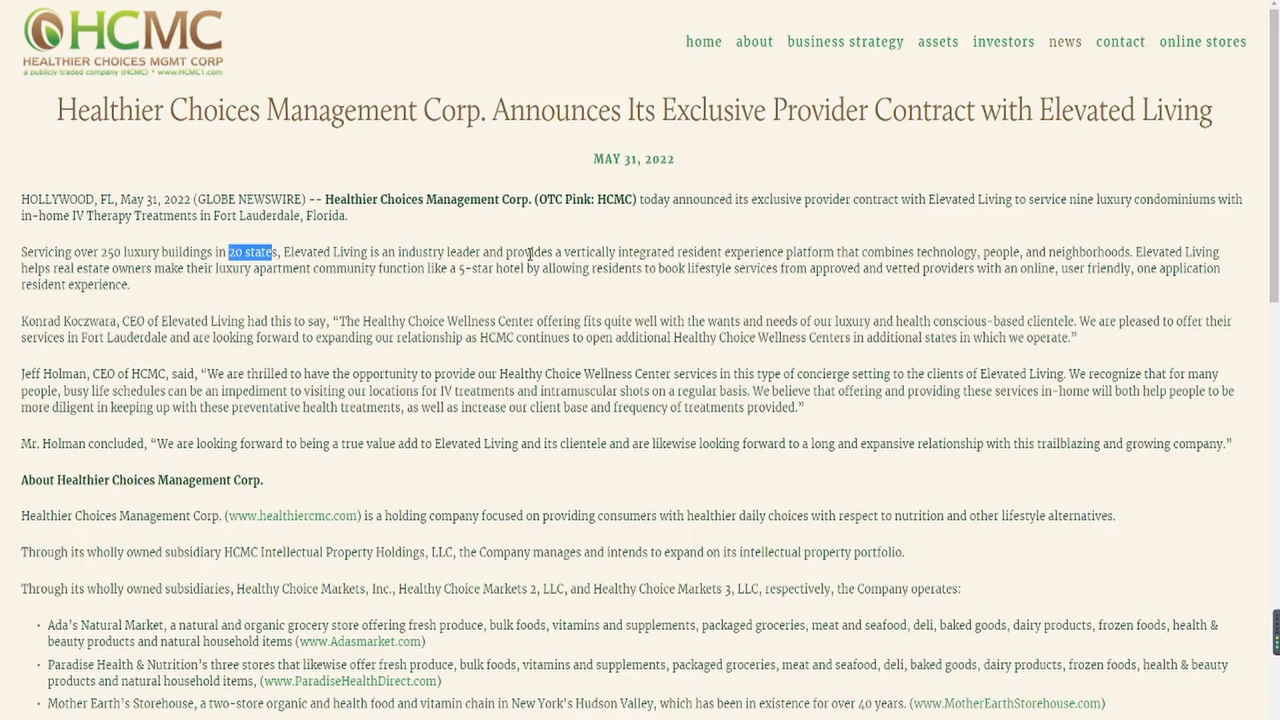 HCMC
HEALTHIER CHOICES MGMT CORP
a publicly traded company (HCMC) * www.HCMC1.com
home about business strategy assets investors news contact online stores
Healthier Choices Management Corp. Announces Its Exclusive Provider Contract with Elevated Living
MAY 31, 2022
HOLLYWOOD, FL, May 31, 2022 (GLOBE NEWSWIRE) -- Healthier Choices Management Corp. (OTC Pink: HCMC) today announced its exclusive provider contract with Elevated Living to service nine luxury condominiums with
in-home IV Therapy Treatments in Fort Lauderdale, Florida.
Servicing over 250 luxury buildings in 20 states, Elevated Living is an industry leader and provides a vertically integrated resident experience platform that combines technology, people, and neighborhoods. Elevated Living
helps real estate owners make their luxury apartment community function like a 5-star hotel by allowing residents to book lifestyle services from approved and vetted providers with an online, user friendly, one application
resident experience.
Konrad Koczwara, CEO of Elevated Living had this to say, “The Healthy Choice Wellness Center offering fits quite well with the wants and needs of our luxury and health conscious-based clientele. We are pleased to offer their
services in Fort Lauderdale and are looking forward to expanding our relationship as HCMC continues to open additional Healthy Choice Wellness Centers in additional states in which we operate.”
Jeff Holman, CEO of HCMC, said, “We are thrilled to have the opportunity to provide our Healthy Choice Wellness Center services in this type of concierge setting to the clients of Elevated Living. We recognize that for many
people, busy life schedules can be an impediment to visiting our locations for IV treatments and intramuscular shots on a regular basis. We believe that offering and providing these services in-home will both help people to be
more diligent in keeping up with these preventative health treatments, as well as increase our client base and frequency of treatments provided.”
Mr. Holman concluded, “We are looking forward to being a true value add to Elevated Living and its clientele and are likewise looking forward to a long and expansive relationship with this trailblazing and growing company.”
About Healthier Choices Management Corp.
Healthier Choices Management Corp. (www.healthiercmc.com) is a holding company focused on providing consumers with healthier daily choices with respect to nutrition and other lifestyle alternatives.
Through its wholly owned subsidiary HCMC Intellectual Property Holdings, LLC, the Company manages and intends to expand on its intellectual property portfolio.
Through its wholly owned subsidiaries, Healthy Choice Markets, Inc., Healthy Choice Markets 2, LLC, and Healthy Choice Markets 3, LLC, respectively, the Company operates:
• Ada’s Natural Market, a natural and organic grocery store offering fresh produce, bulk foods, vitamins and supplements, packaged groceries, meat and seafood, deli, baked goods, dairy products, frozen foods, health &
beauty products and natural household items (www.Adasmarket.com)
• Paradise Health & Nutrition’s three stores that likewise offer fresh produce, bulk foods, vitamins and supplements, packaged groceries, meat and seafood, deli, baked goods, dairy products, frozen foods, health & beauty
products and natural household items, (www.ParadiseHealthDirect.com)
• Mother Earth’s Storehouse, a two-store organic and health food and vitamin chain in New York’s Hudson Valley, which has been in existence for over 40 years. (www.MotherEarthStorehouse.com)